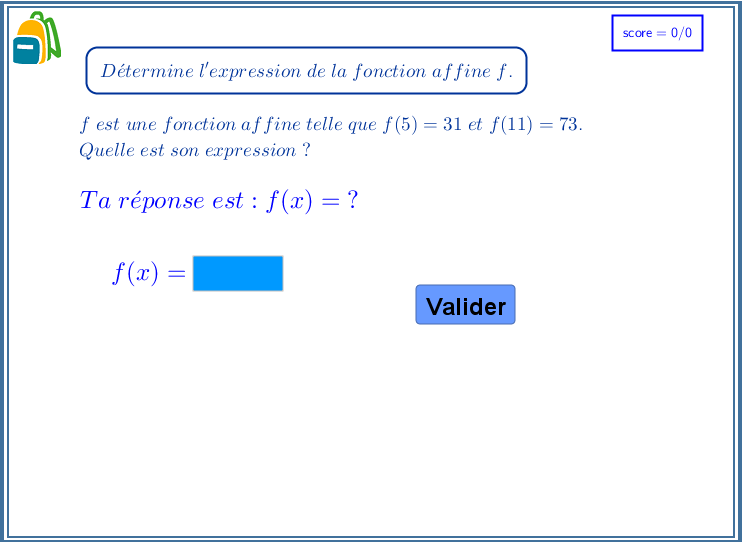 score = 0/0
Détermine l'expression de la fonction affine f.
f est une fonction affine telle que f(5) = 31 et f(11) = 73.
Quelle est son expression ?
Ta réponse est : f(x) = ?
f(x) =
Valider